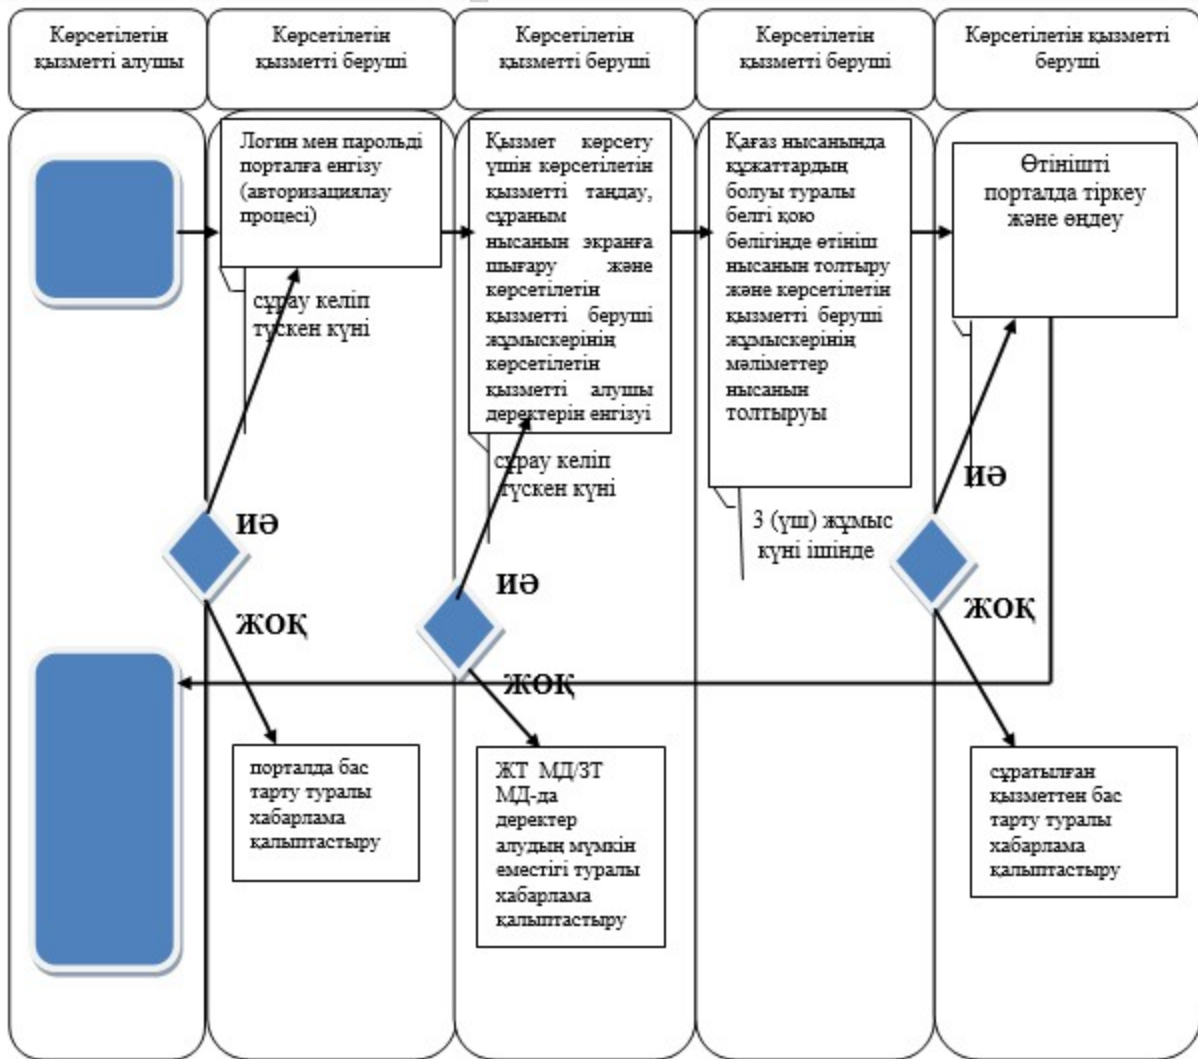 Көрсетілетін
қызметті алушы
Көрсетілетін
қызметті беруші
Көрсетілетін
қызметті беруші
Көрсетілетін
қызметті беруші
Көрсетілетін қызметті
беруші
Логин мен парольді
порталға енгізу
(авторизациялау
процесі)
сұрау келіп
түскен күні
Қызмет көрсету
үшін көрсетілетін
қызметті таңдау,
сұраным
нысанын экранға
шығару және
көрсетілетін
қызметті беруші
жұмыскерінің
көрсетілетін
қызметті алушы
деректерін енгізуі
сұрау келіп
түскен күні
Қағаз нысанында
құжаттардың
болуы туралы
белгі қою
бөлігінде өтініш
нысанын толтыру
және көрсетілетін
қызметті беруші
жұмыскерінің
мәліметтер
нысанын
толтыруы
3 (үш) жұмыс
күні ішінде
Өтінішті
порталда тіркеу
және өңдеу
ИӘ
ЖОҚ
ИӘ
ЖОҚ
ИӘ
ЖОҚ
порталда бас
тарту туралы
хабарлама
қалыптастыру
ЖТ МД/ЗТ
МД-да
деректер
алудың мүмкін
еместігі туралы
хабарлама
қалыптастыру
сұратылған
қызметтен бас
тарту туралы
хабарлама
қалыптастыру